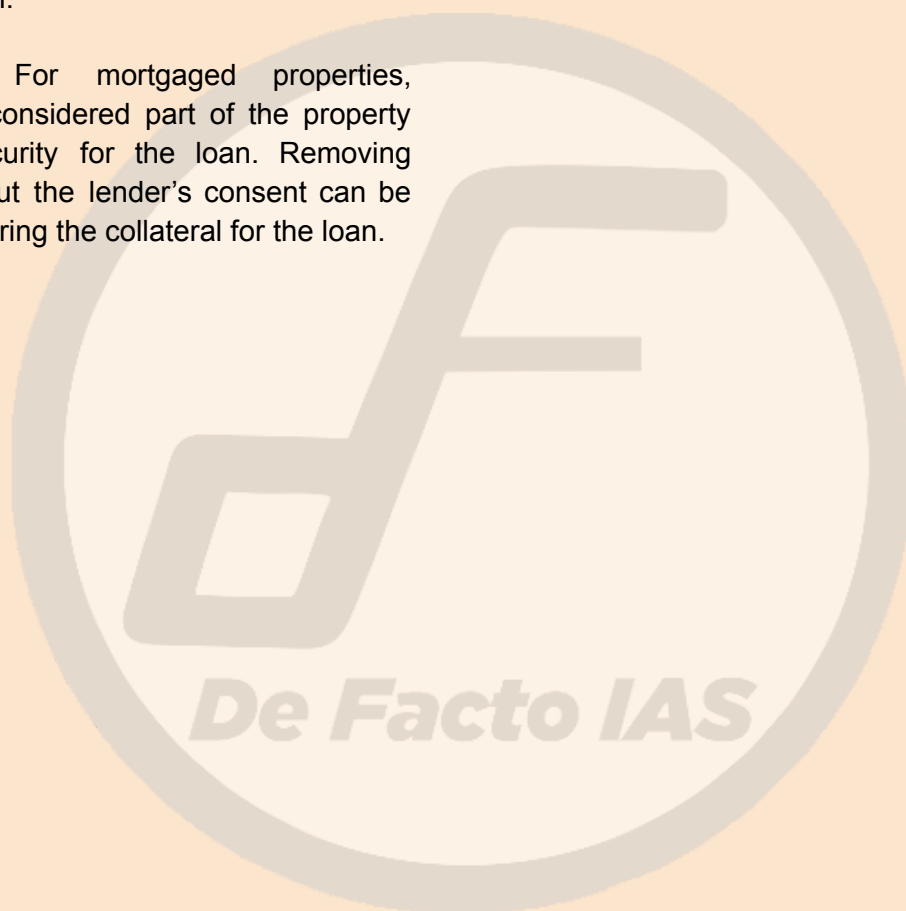 For mortgaged properties,
considered part of the property
curity for the loan. Removing
ut the lender’s consent can be
ring the collateral for the loan.
De Facto IAS